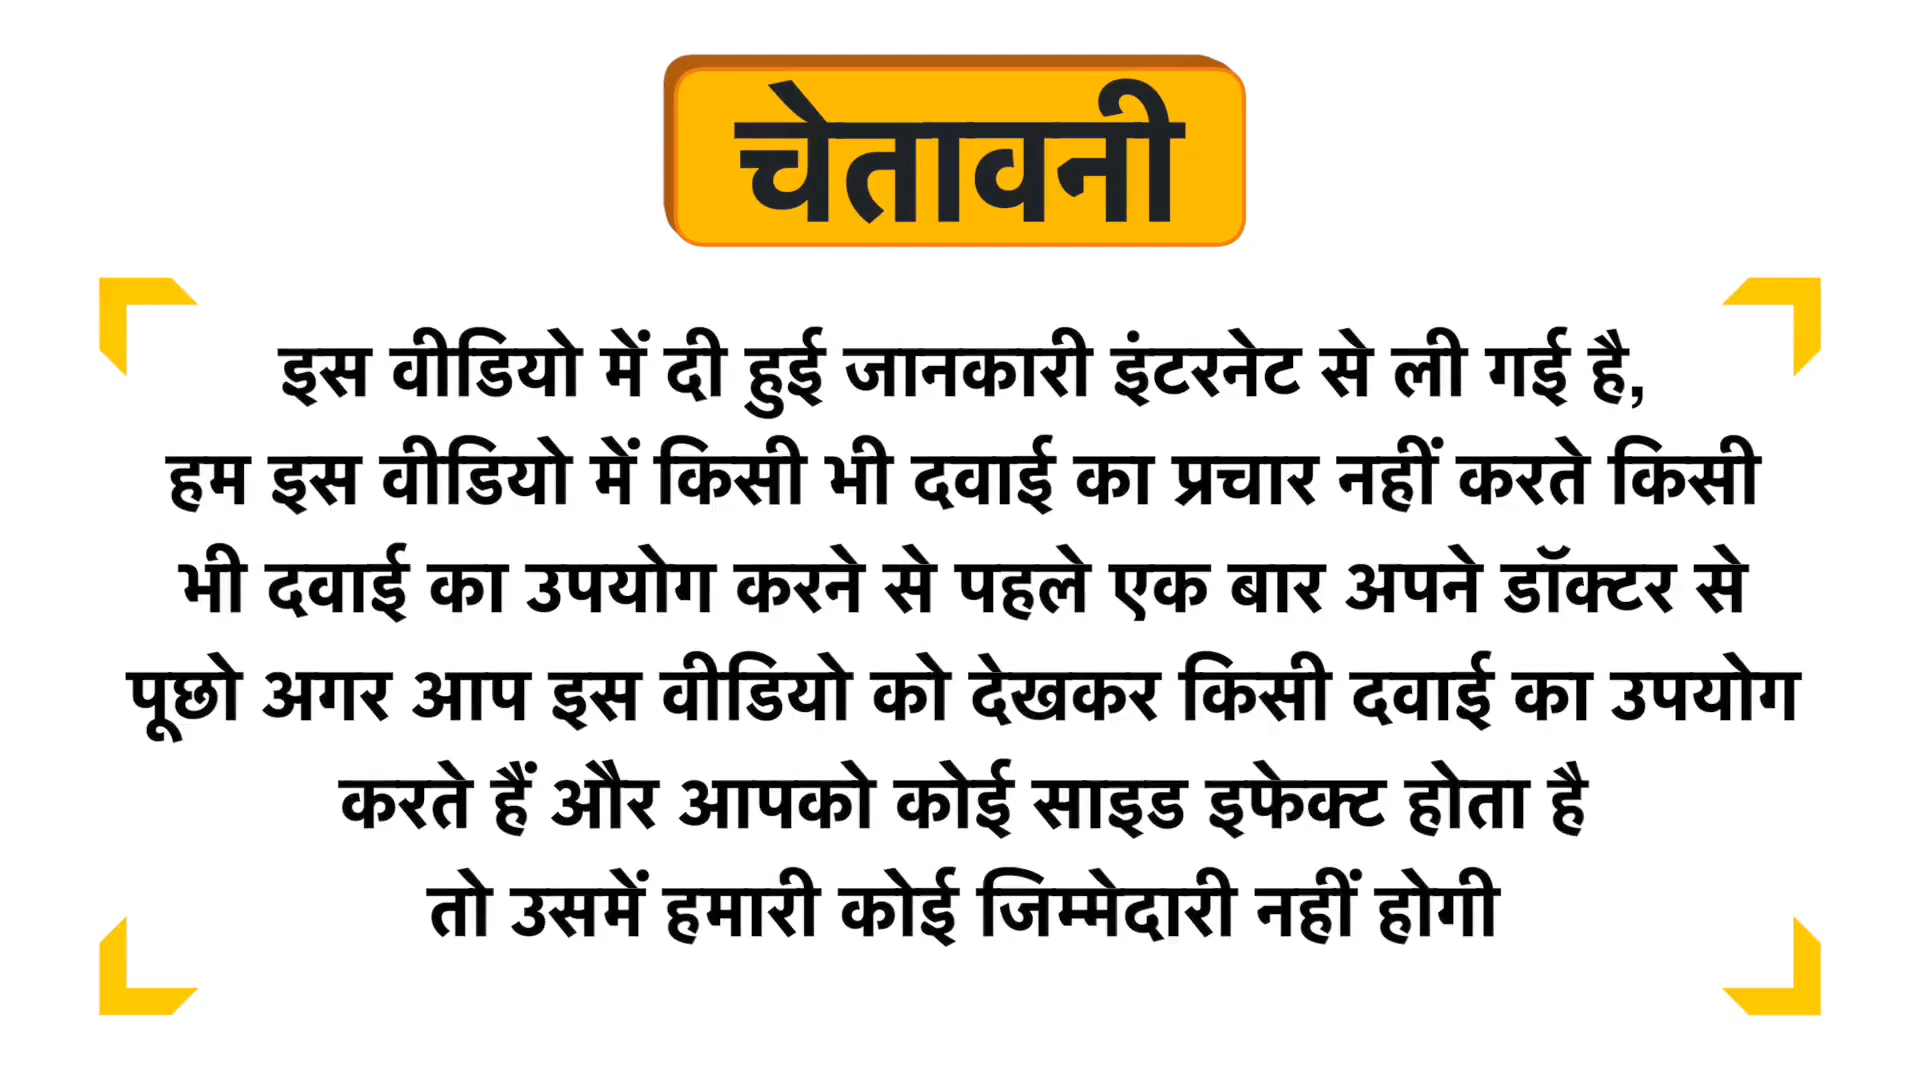 चेतावनी
इस वीडियो में दी हुई जानकारी इंटरनेट से ली गई है,
हम इस वीडियो में किसी भी दवाई का प्रचार नहीं करते किसी
भी दवाई का उपयोग करने से पहले एक बार अपने डॉक्टर से
पूछो अगर आप इस वीडियो को देखकर किसी दवाई का उपयोग
करते हैं और आपको कोई साइड इफेक्ट होता है
तो उसमें हमारी कोई जिम्मेदारी नहीं होगी